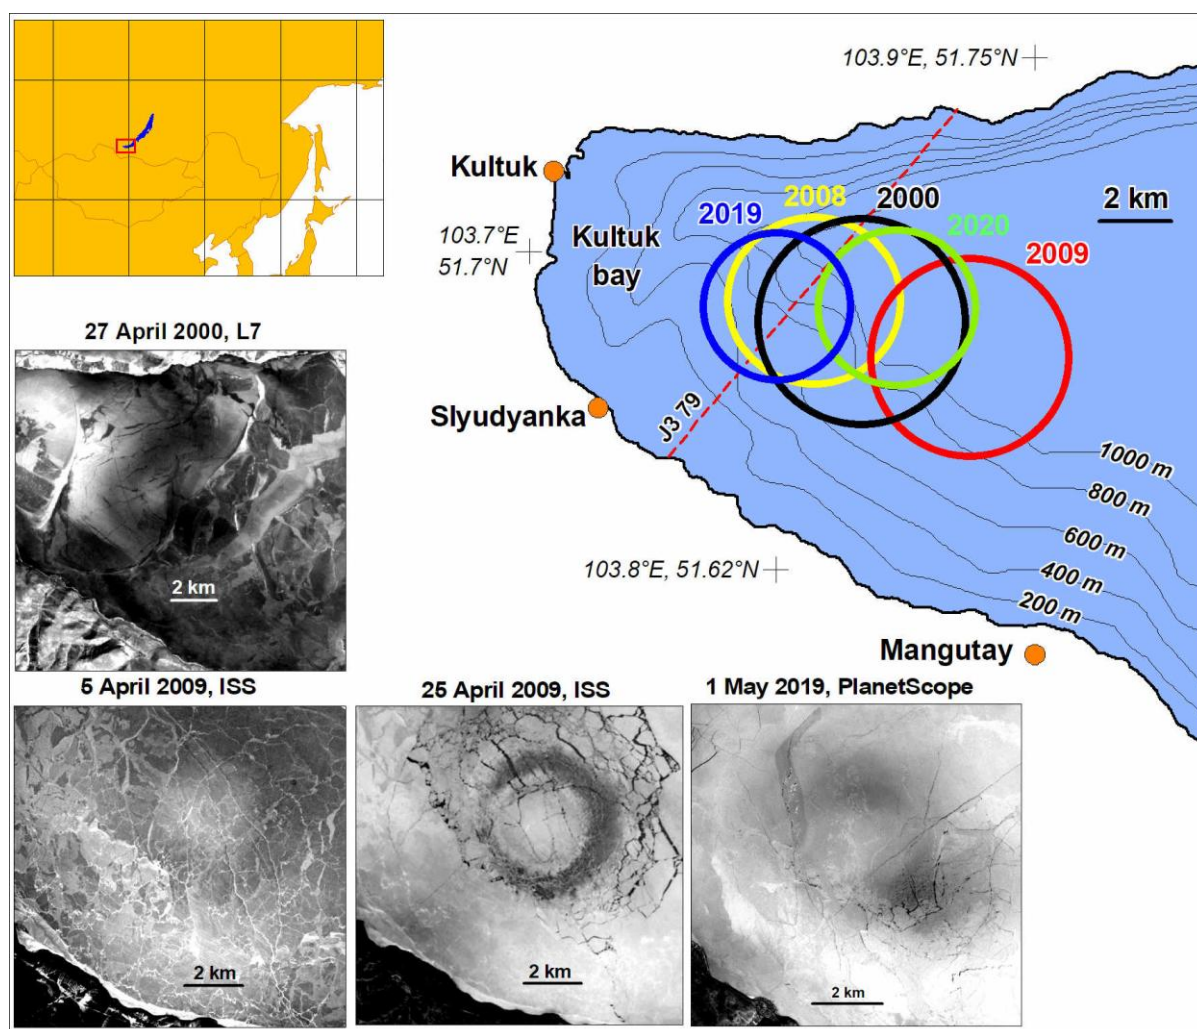 103.9°E, 51.75°N
Kultuk
2008
2000
2 km
2019
2020
103.7°E
51.7°N
Kultuk
bay
2009
27 April 2000, L7
Slyudyanka
J3 79
1000 m
800 m
600 m
103.8°E, 51.62°N
400 m
200 m
2 km
Mangutay
5 April 2009, ISS
25 April 2009, ISS
1 May 2019, PlanetScope
2 km
2 km
2 km